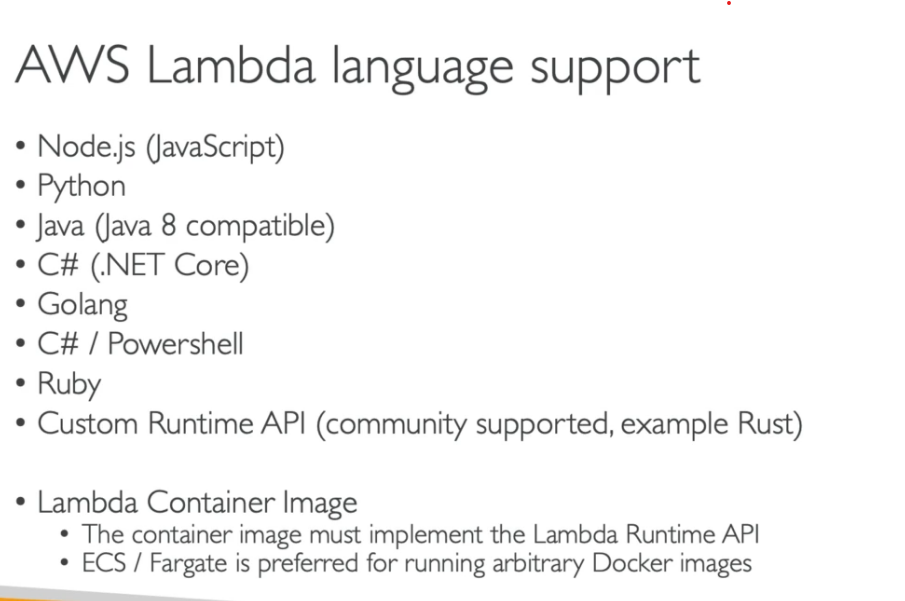 AWS Lambda language support
• Node.js (JavaScript)
• Python
• Java (Java 8 compatible)
• C# (.NET Core)
• Golang
• C# / Powershell
• Ruby
• Custom Runtime API (community supported, example Rust)
• Lambda Container Image
• The container image must implement the Lambda Runtime API
• ECS / Fargate is preferred for running arbitrary Docker images